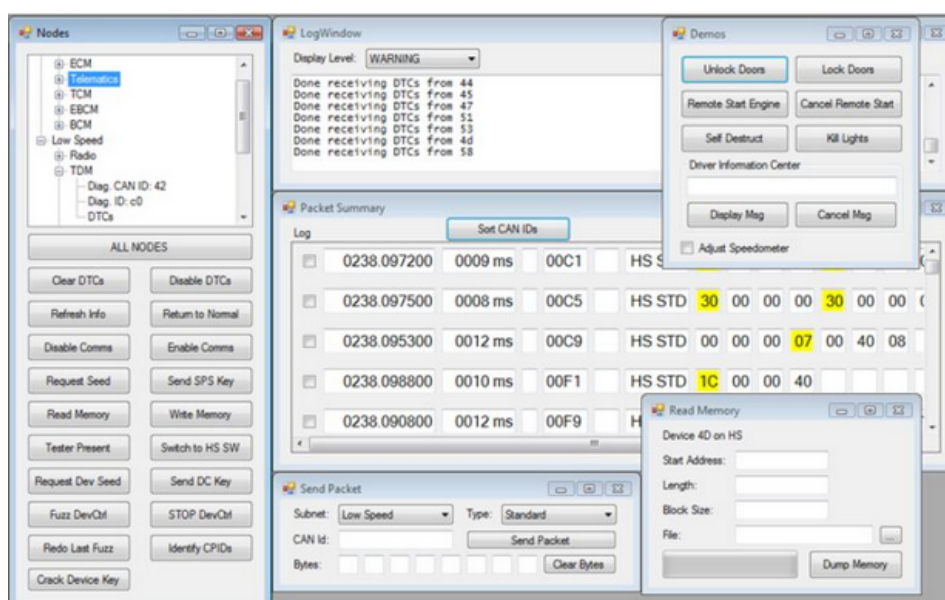 Nodes
ECM
Telematics
TCM
EBCM
BCM
Low Speed
Radio
TDM
Diag. CAN ID: 42
Diag. ID: c0
DTCs
ALL NODES
Clear DTCs Disable DTCs
Refresh Info Return to Normal
Disable Comms Enable Comms
Request Seed Send SPS Key
Read Memory Write Memory
Tester Present Switch to HS SW
Request Dev Seed Send DC Key
Fuzz DevCtrl STOP DevCtrl
Redo Last Fuzz Identify CPIDs
Crack Device Key
LogWindow
Display Level: WARNING
Done receiving DTCs from 44
Done receiving DTCs from 45
Done receiving DTCs from 47
Done receiving DTCs from 51
Done receiving DTCs from 53
Done receiving DTCs from 4d
Done receiving DTCs from 58
Demos
Unlock Doors Lock Doors
Remote Start Engine Cancel Remote Start
Self Destruct Kill Lights
Driver Information Center
Display Msg Cancel Msg
Adjust Speedometer
Packet Summary
Log Sort CAN IDs
0238.097200 0009 ms 00C1 HS
0238.097500 0008 ms 00C5 HS STD 30 00 00 00 30 00 00
0238.095300 0012 ms 00C9 HS STD 00 00 00 07 00 40 08
0238.098800 0010 ms 00F1 HS STD 1C 00 00 40
0238.090800 0012 ms 00F9
Send Packet
Subnet: Low Speed Type: Standard
CAN Id: Send Packet
Bytes: Clear Bytes
Read Memory
Device 4D on HS
Start Address:
Length:
Block Size:
File: ...
Dump Memory